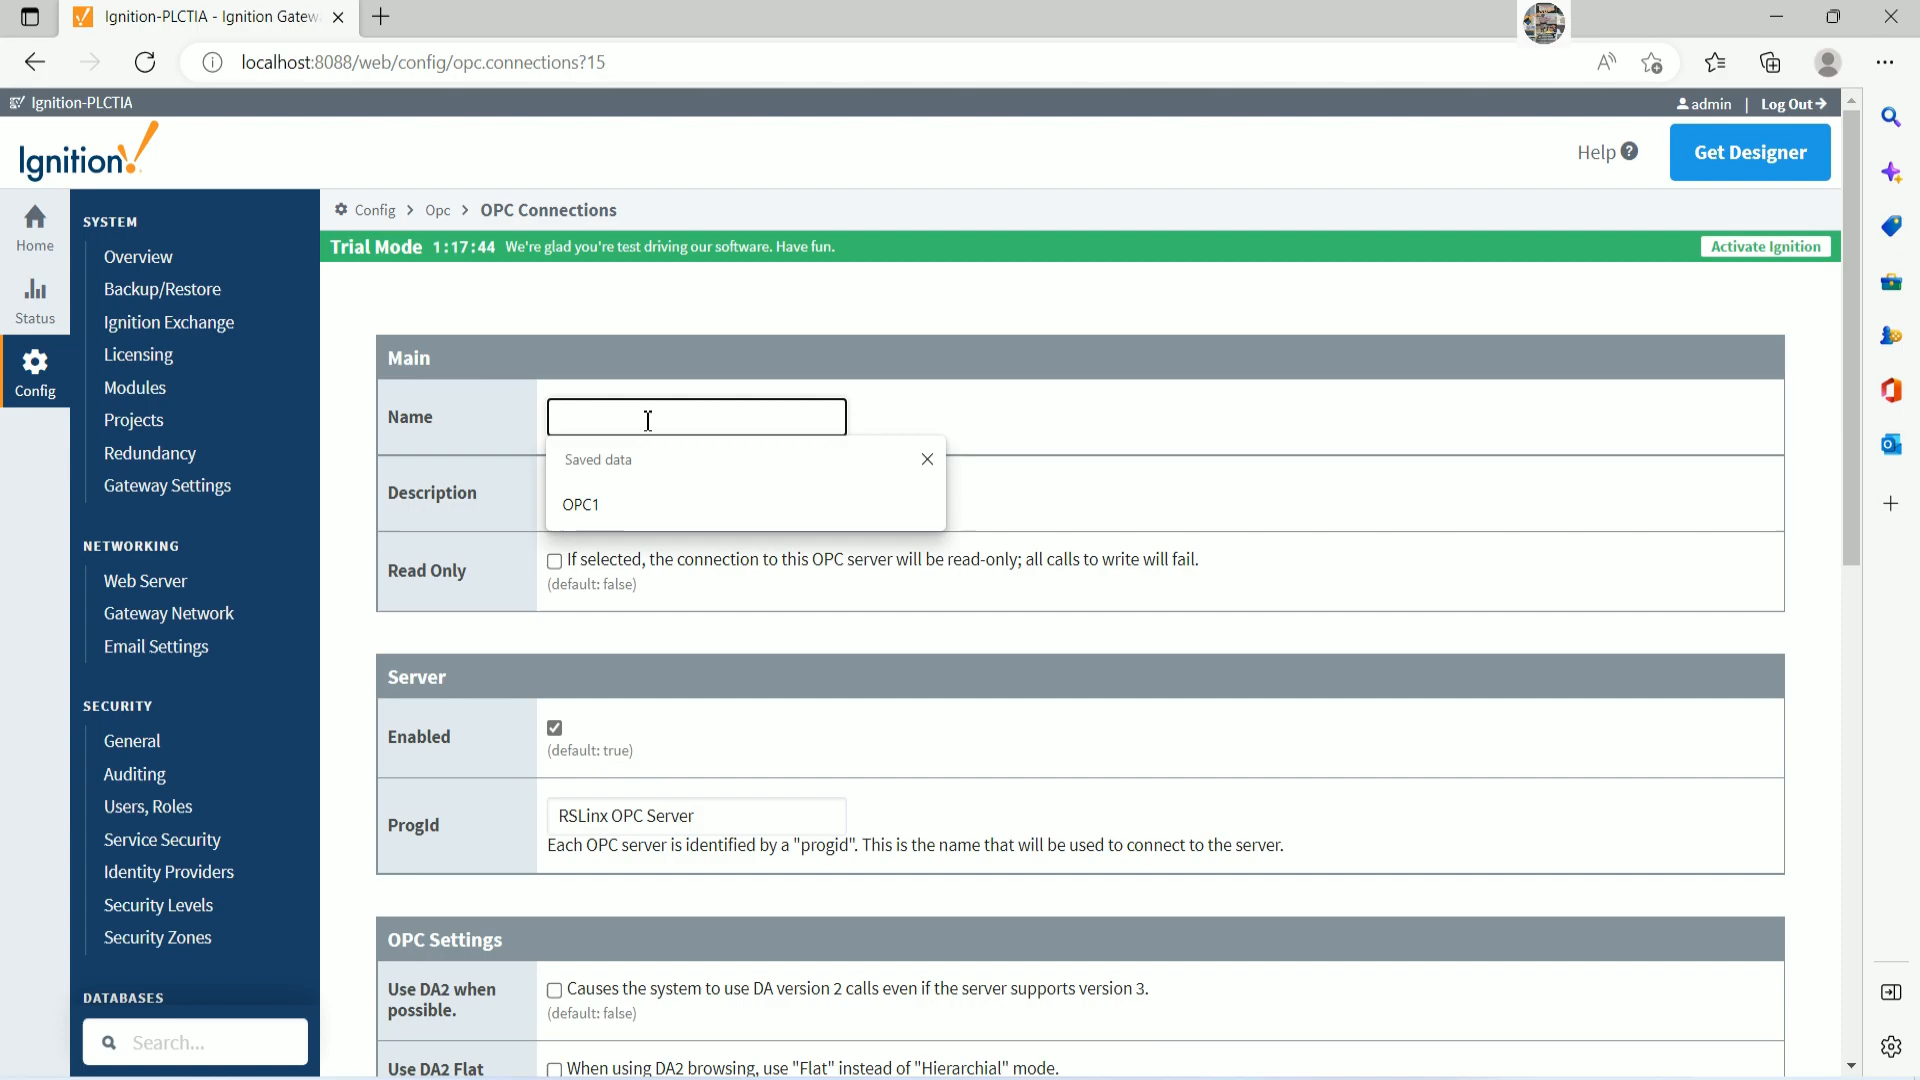 Ignition-PLCTIA - Ignition Gatew
localhost:8088/web/config/opc.connections?15
Ignition-PLCTIA
admin | Log Out
Ignition!
Help
Get Designer
Home
Status
Config
SYSTEM
Overview
Backup/Restore
Ignition Exchange
Licensing
Modules
Projects
Redundancy
Gateway Settings
NETWORKING
Web Server
Gateway Network
Email Settings
SECURITY
General
Auditing
Users, Roles
Service Security
Identity Providers
Security Levels
Security Zones
DATABASES
Search...
Config > Opc > OPC Connections
Trial Mode 1:17:44 We're glad you're test driving our software. Have fun.
Activate Ignition
Main
Name
Saved data
OPC1
Description
Read Only
If selected, the connection to this OPC server will be read-only; all calls to write will fail.
(default: false)
Server
Enabled
(default: true)
ProgId
RSLinx OPC Server
Each OPC server is identified by a "progid". This is the name that will be used to connect to the server.
OPC Settings
Use DA2 when
possible.
Causes the system to use DA version 2 calls even if the server supports version 3.
(default: false)
Use DA2 Flat
When using DA2 browsing, use "Flat" instead of "Hierarchial" mode.